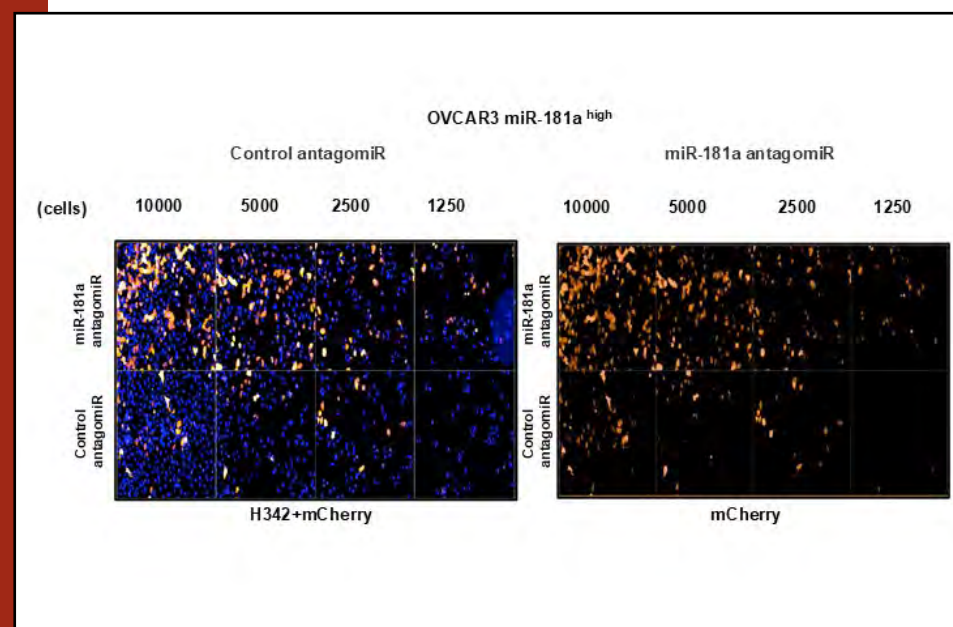 OVCAR3 miR-181a high
Control antagomiR
miR-181a antagomiR
(cells) 10000 5000 2500 1250
10000 5000 2500 1250
miR-181a
antagomiR
Control
antagomiR
miR-181a
antagomiR
Control
antagomiR
H342+mCherry
mCherry